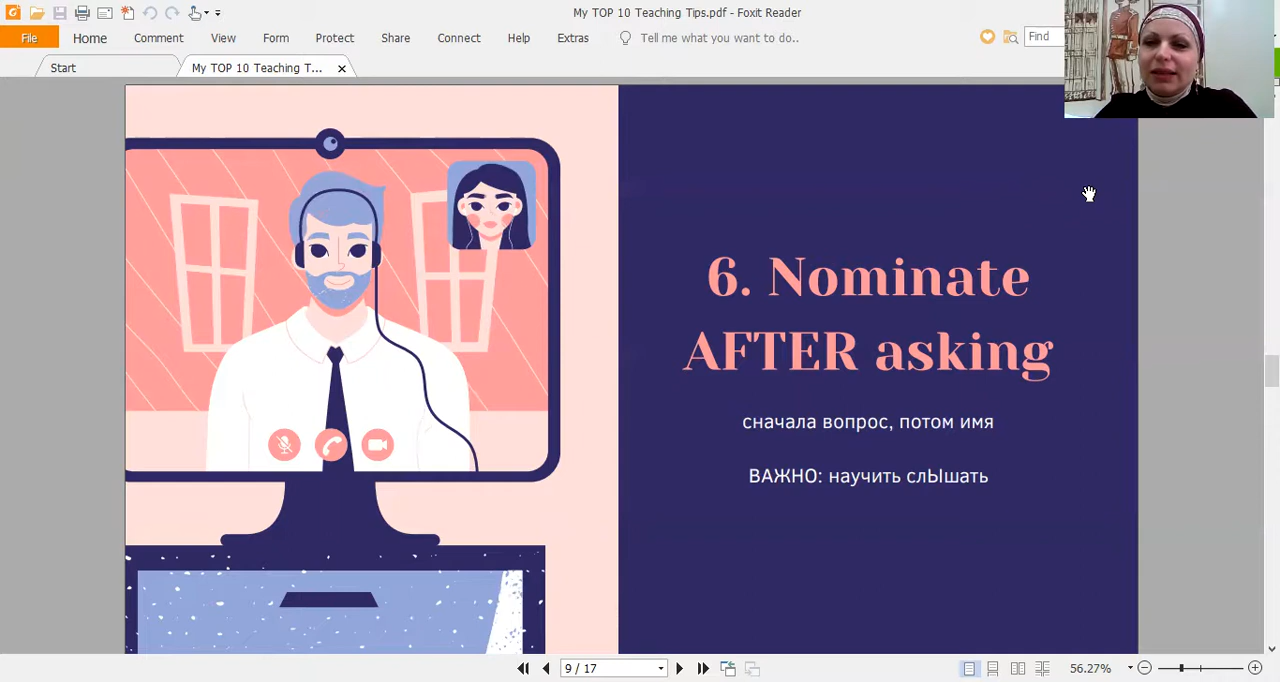 My TOP 10 Teaching Tips.pdf - Foxit Reader
File Home Comment View Form Protect Share Connect Help Extras Tell me what you want to do.. Find
Start My TOP 10 Teaching T...
6. Nominate
AFTER asking
сначала вопрос, потом имя
ВАЖНО: научить слЫшать
9 / 17 56.27%